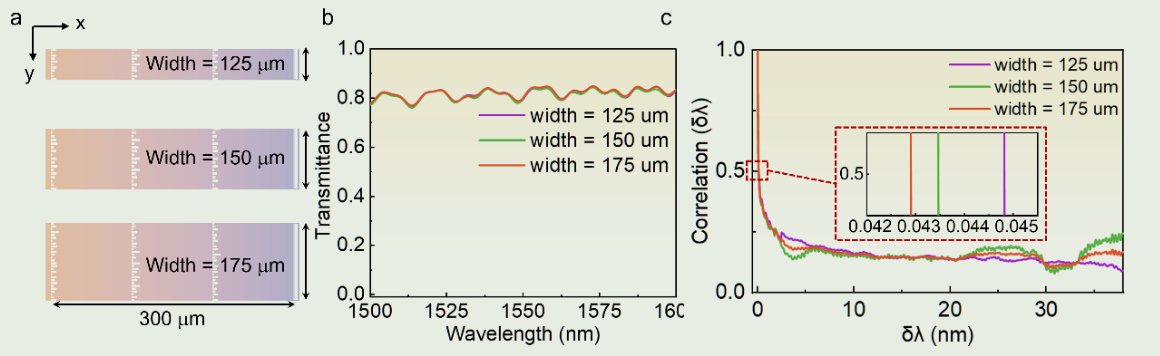 a
x
y
Width = 125 μm
Width = 150 μm
Width = 175 μm
300 μm
b
1.0
0.8
0.6
0.4
0.2
0.0
Transmittance
width = 125 um
width = 150 um
width = 175 um
1500
1525
1550
1575
160
Wavelength (nm)
c
1.0
0.5
0.0
Correlation (δλ)
width = 125 um
width = 150 um
width = 175 um
0.5
0.042
0.043
0.044
0.045
0
10
20
30
δλ (nm)